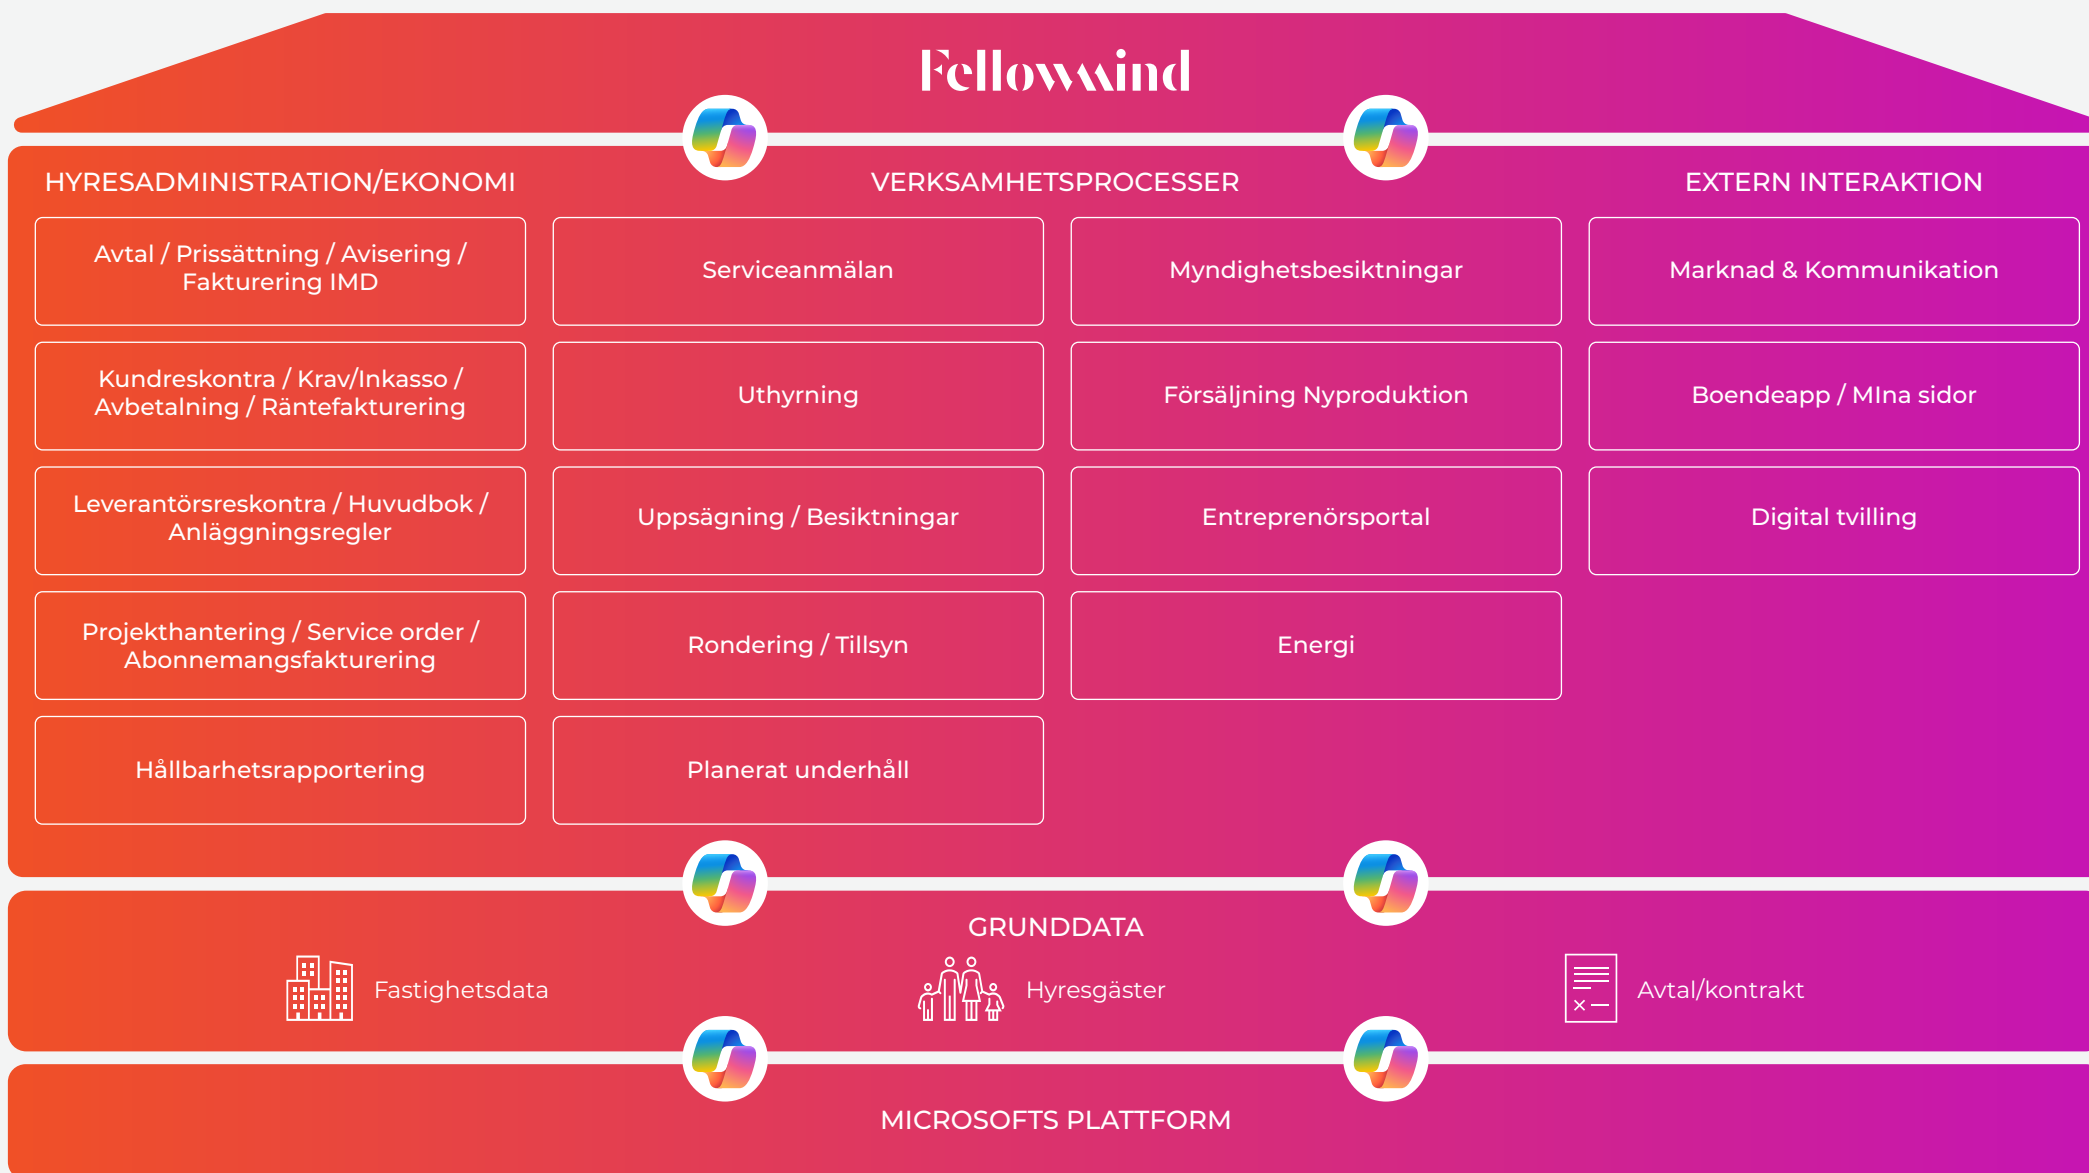 Fellowmind
HYRESADMINISTRATION/EKONOMI
Avtal / Prissättning / Avisering /
Fakturering IMD
Kundreskontra / Krav/Inkasso /
Avbetalning / Räntefakturering
Leverantörsreskontra / Huvudbok /
Anläggningsregler
Projekthantering / Service order /
Abonnemangsfakturering
Hållbarhetsrapportering
VERKSAMHETSPROCESSER
Serviceanmälan
Uthyrning
Uppsägning / Besiktningar
Rondering / Tillsyn
Planerat underhåll
Myndighetsbesiktningar
Försäljning Nyproduktion
Entreprenörsportal
Energi
EXTERN INTERAKTION
Marknad & Kommunikation
Boendeapp / MIna sidor
Digital tvilling
GRUNDDATA
Fastighetsdata
Hyresgäster
Avtal/kontrakt
MICROSOFTS PLATTFORM